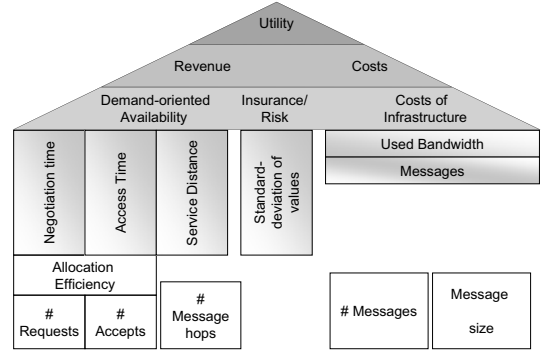 Utility
Revenue
Costs
Demand-oriented
Availability
Insurance/
Risk
Costs of
Infrastructure
Negotiation time
Access Time
Service Distance
Standard-
deviation of
values
Used Bandwidth
Messages
Allocation
Efficiency
#
Requests
#
Accepts
#
Message
hops
# Messages
Message
size